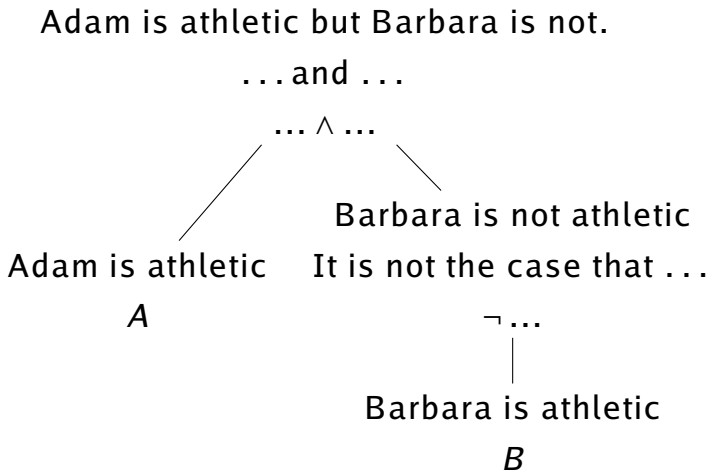 Adam is athletic but Barbara is not.
...and ...
... ∧ ...
Barbara is not athletic
Adam is athletic It is not the case that ...
A ¬ ...
Barbara is athletic
B